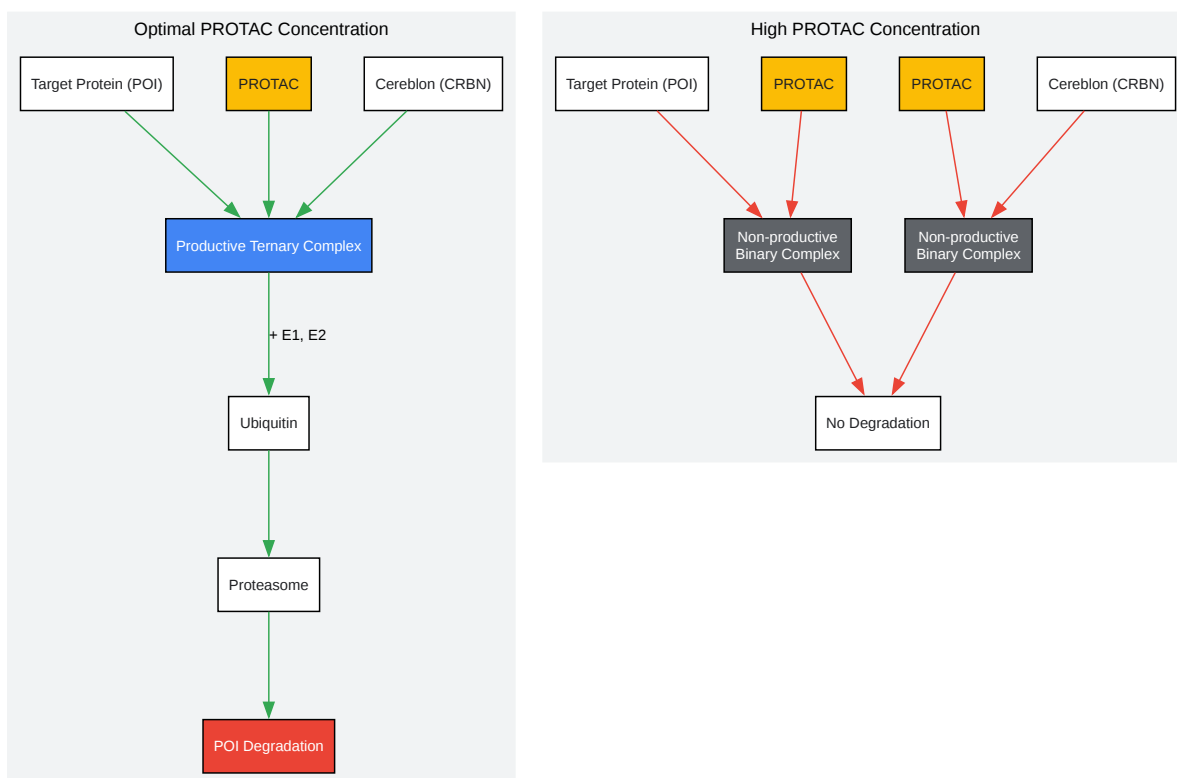 Optimal PROTAC Concentration
Target Protein (POI)
PROTAC
Cereblon (CRBN)
Productive Ternary Complex
+ E1, E2
Ubiquitin
Proteasome
POI Degradation
High PROTAC Concentration
Target Protein (POI)
PROTAC
PROTAC
Cereblon (CRBN)
Non-productive
Binary Complex
Non-productive
Binary Complex
No Degradation